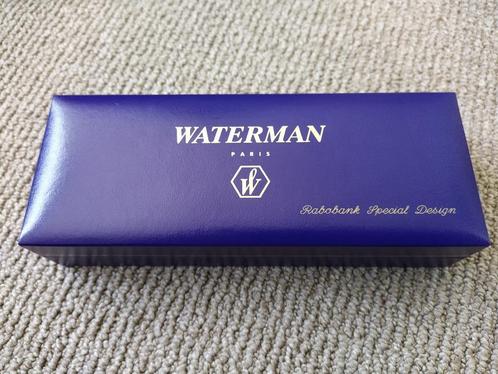 WATERMAN
PARIS
W
Rabobank Special Design